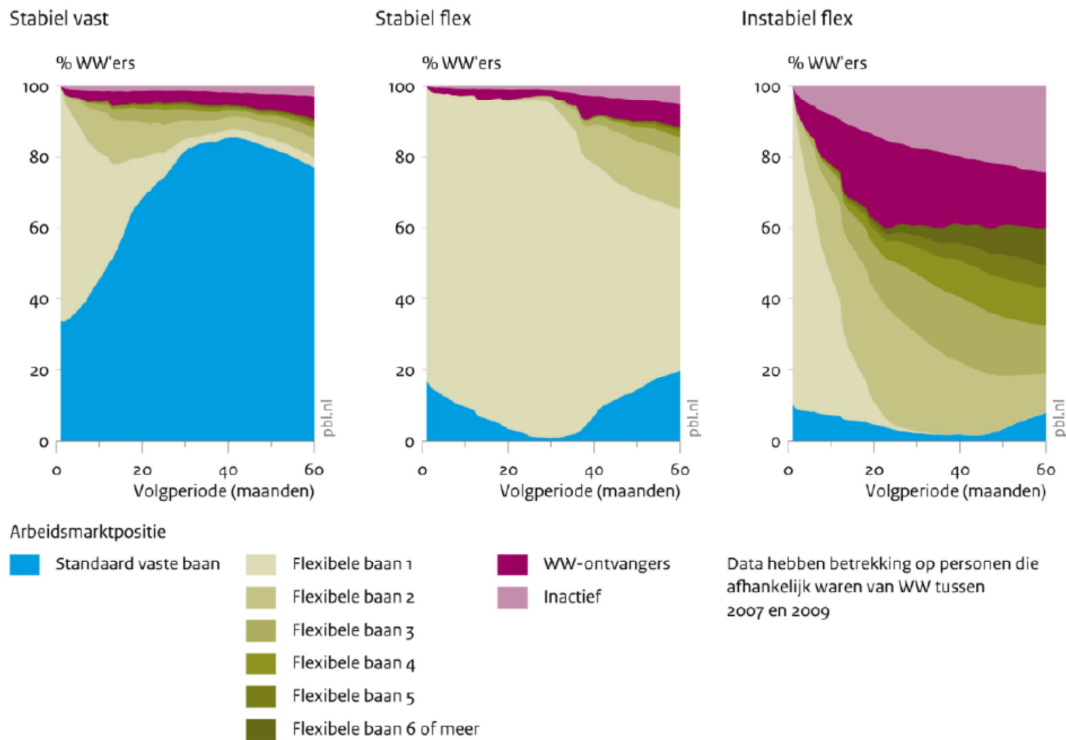 Stabiel vast
Stabiel flex
Instabiel flex
% WW'ers
% WW'ers
% WW'ers
100
80
60
40
20
0
0
20
40
60
Volgperiode (maanden)
pbl.nl
100
80
60
40
20
0
0
20
40
60
Volgperiode (maanden)
pbl.nl
100
80
60
40
20
0
0
20
40
60
Volgperiode (maanden)
pbl.nl
Arbeidsmarktpositie
Standaard vaste baan
Flexibele baan 1
Flexibele baan 2
Flexibele baan 3
Flexibele baan 4
Flexibele baan 5
Flexibele baan 6 of meer
WW-ontvangers
Inactief
Data hebben betrekking op personen die
afhankelijk waren van WW tussen
2007 en 2009